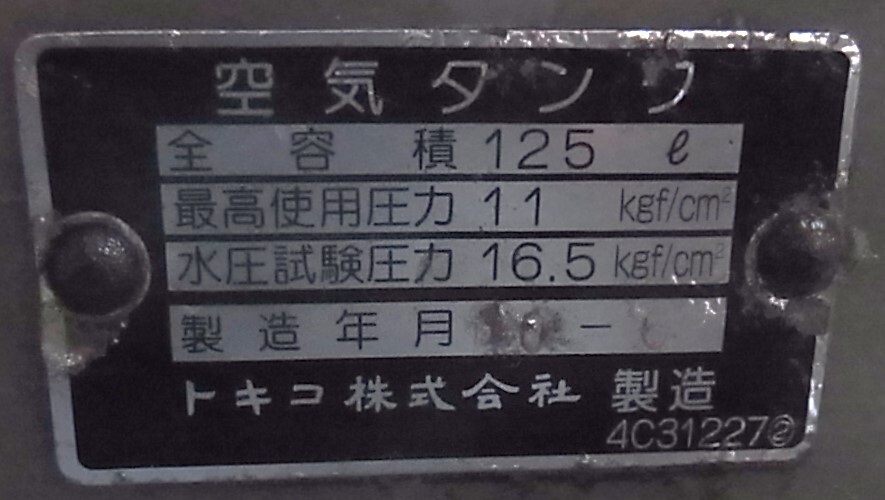 空気タンク
全容積 125 ℓ
最高使用圧力 11 kgf/cm²
水圧試験圧力 16.5 kgf/cm²
製造年月 -
トキコ株式会社 製造
4C31227②